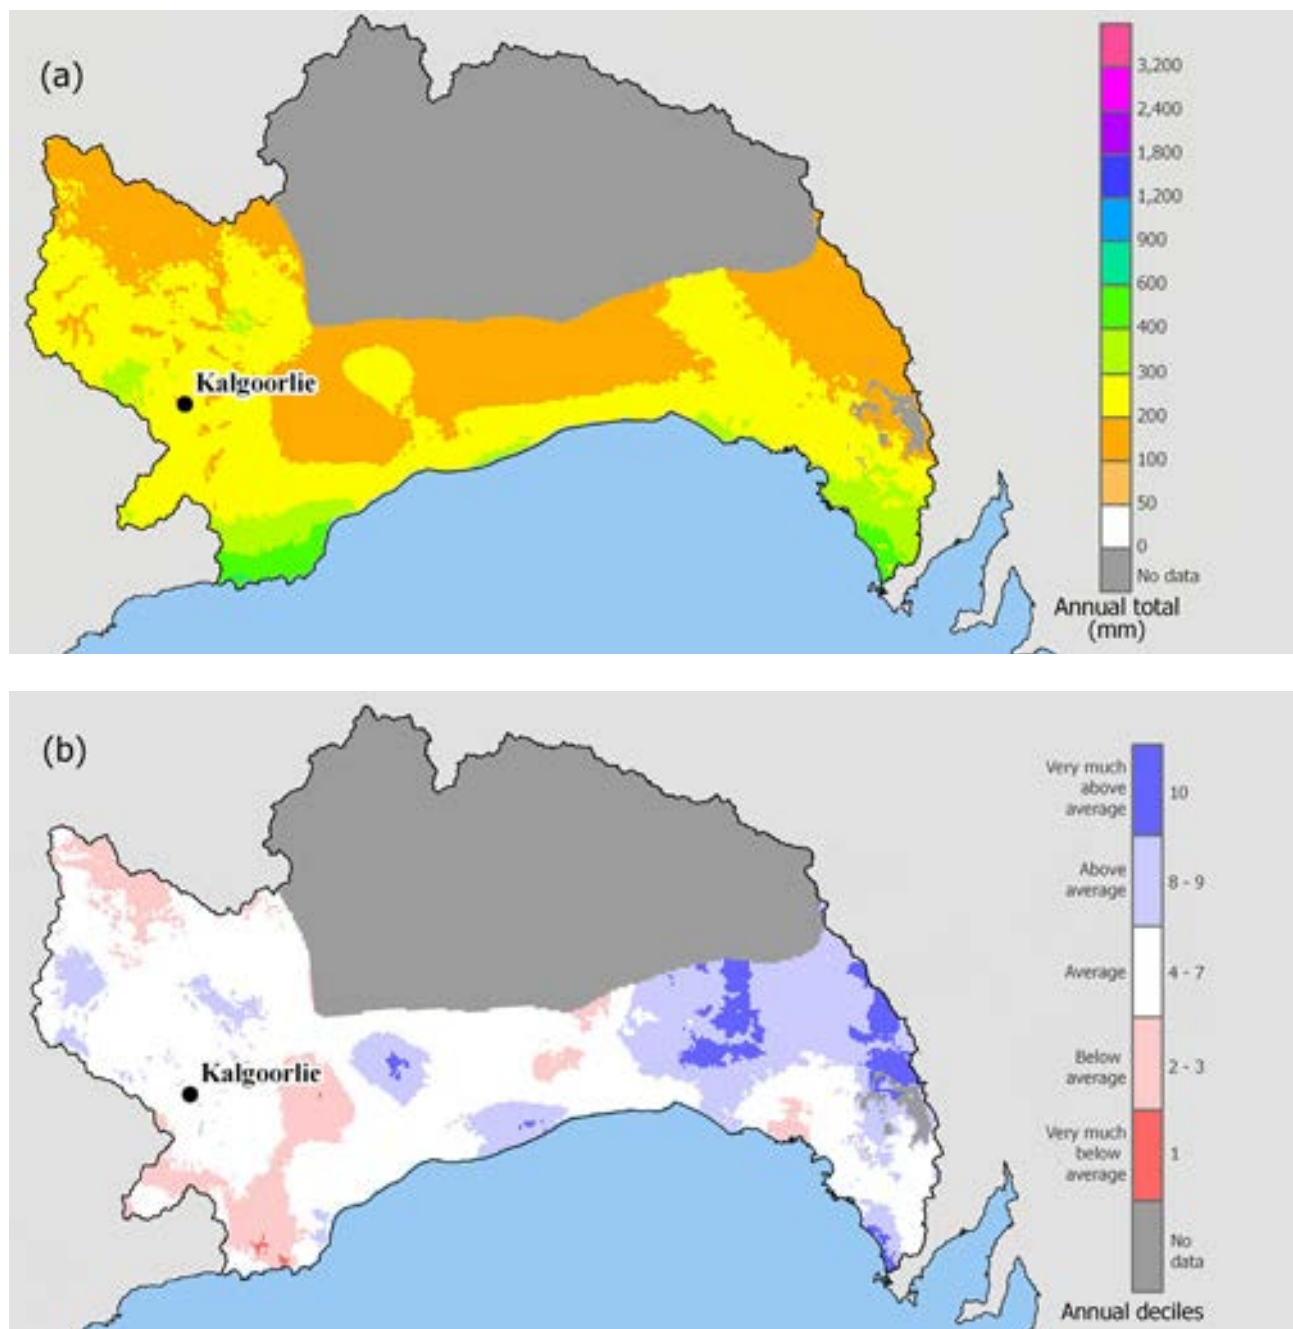 (a)
3,200
2,400
1,800
1,200
900
600
400
300
200
100
50
0
No data
Annual total
(mm)
Kalgoorlie
(b)
Very much
above
average
10
Above
average
8 - 9
Average
4 - 7
Below
average
2 - 3
Very much
below
average
1
No
data
Annual deciles
Kalgoorlie